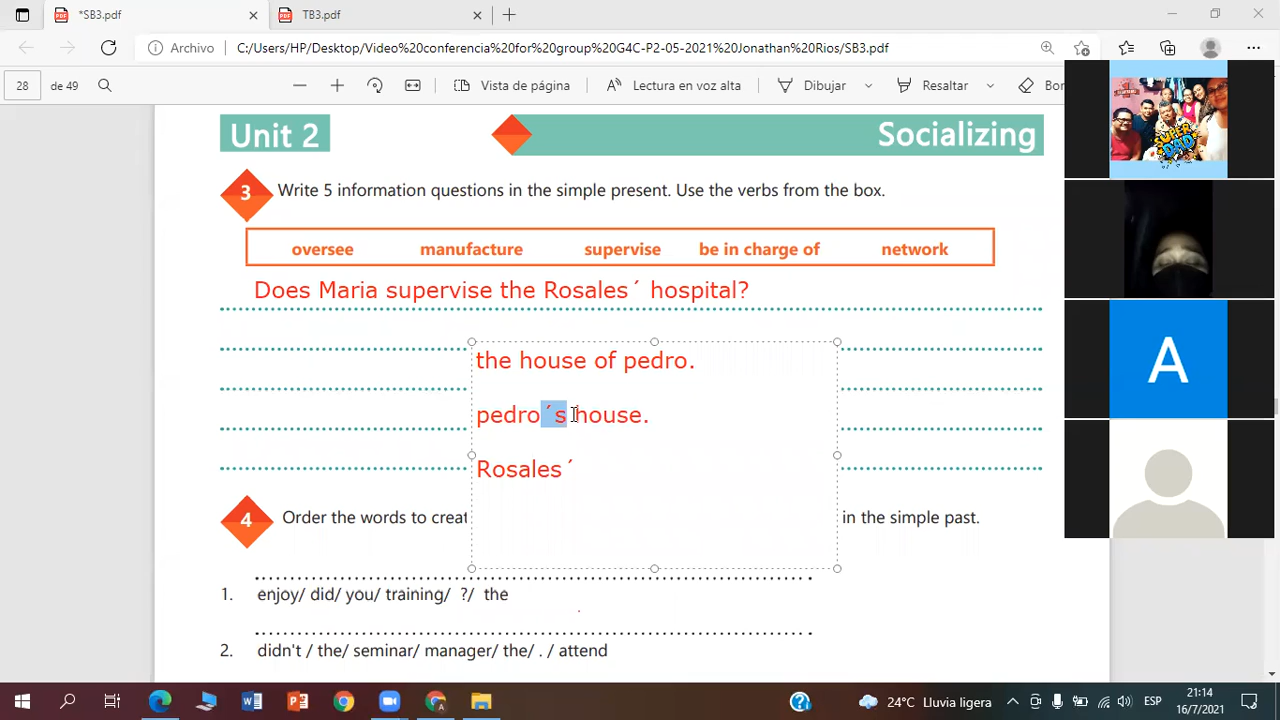 *SB3.pdf
TB3.pdf
Archivo
C:/Users/HP/Desktop/Video%20conferencia%20for%20group%20G4C-P2-05-2021%20Jonathan%20Rios/SB3.pdf
28 de 49
Vista de página
Lectura en voz alta
Dibujar
Resaltar
Bor
Unit 2
Socializing
3 Write 5 information questions in the simple present. Use the verbs from the box.
oversee manufacture supervise be in charge of network
Does Maria supervise the Rosales´ hospital?
the house of pedro.
pedro´s house.
Rosales´
4 Order the words to creat in the simple past.
1. enjoy/ did/ you/ training/ ?/ the
2. didn't / the/ seminar/ manager/ the/ . / attend
SUPER DAD
A
24°C Lluvia ligera
ESP
21:14
16/7/2021